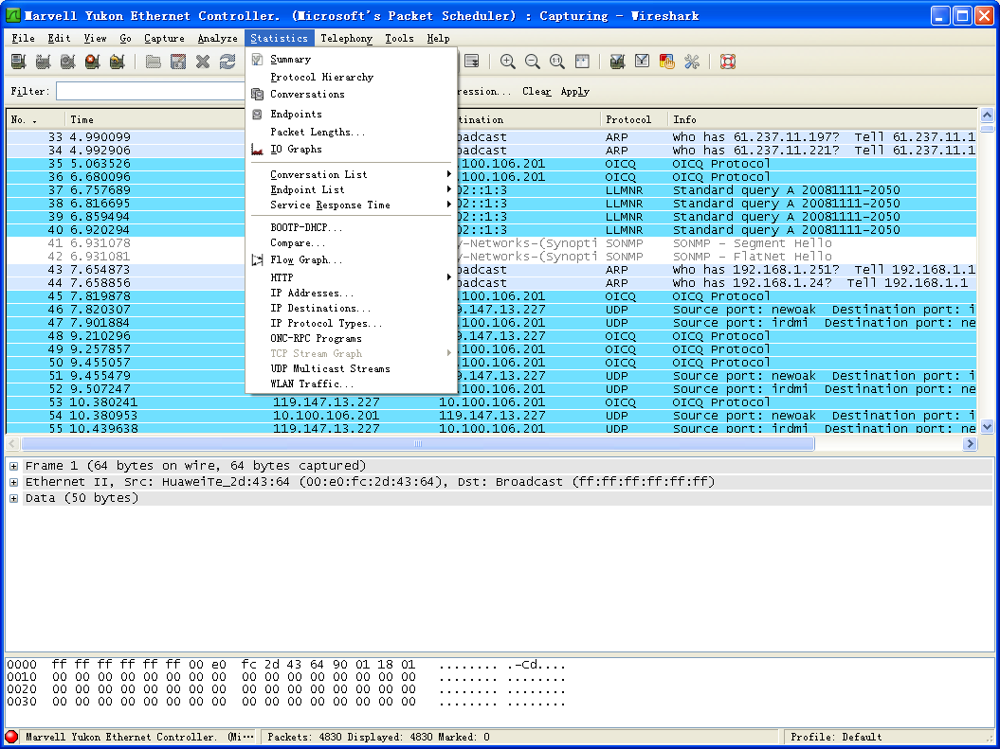 Marvell Yukon Ethernet Controller. (Microsoft's Packet Scheduler) : Capturing - Wireshark
File Edit View Go Capture Analyze Statistics Telephony Tools Help
Filter: ression... Clear Apply
Summary
Protocol Hierarchy
Conversations
Endpoints
Packet Lengths...
IO Graphs
Conversation List
Endpoint List
Service Response Time
BOOTP-DHCP...
Compare...
Flow Graph...
HTTP
IP Addresses...
IP Destinations...
IP Protocol Types...
ONC-RPC Programs
TCP Stream Graph
UDP Multicast Streams
WLAN Traffic...
No. . Time tination Protocol Info
33 4.990099 adcast ARP Who has 61.237.11.197? Tell 61.237.11.1
34 4.992906 adcast ARP Who has 61.237.11.221? Tell 61.237.11.1
35 5.063526 .100.106.201 OICQ OICQ Protocol
36 6.680096 .100.106.201 OICQ OICQ Protocol
37 6.757689 02::1:3 LLMNR Standard query A 20081111-2050
38 6.816695 02::1:3 LLMNR Standard query A 20081111-2050
39 6.859494 02::1:3 LLMNR Standard query A 20081111-2050
40 6.920294 02::1:3 LLMNR Standard query A 20081111-2050
41 6.931078 y-Networks-(Synopti SONMP SONMP - Segment Hello
42 6.931081 y-Networks-(Synopti SONMP SONMP - FlatNet Hello
43 7.654873 adcast ARP Who has 192.168.1.251? Tell 192.168.1.1
44 7.658856 adcast ARP Who has 192.168.1.24? Tell 192.168.1.1
45 7.819878 .100.106.201 OICQ OICQ Protocol
46 7.820307 9.147.13.227 UDP Source port: newoak Destination port: i
47 7.901884 .100.106.201 UDP Source port: irdmi Destination port: ne
48 9.210296 9.147.13.227 OICQ OICQ Protocol
49 9.257857 .100.106.201 OICQ OICQ Protocol
50 9.455057 .100.106.201 OICQ OICQ Protocol
51 9.455479 9.147.13.227 UDP Source port: newoak Destination port: i
52 9.507247 .100.106.201 UDP Source port: irdmi Destination port: ne
53 10.380241 119.147.13.227 10.100.106.201 OICQ OICQ Protocol
54 10.380953 10.100.106.201 119.147.13.227 UDP Source port: newoak Destination port: i
55 10.439638 119.147.13.227 10.100.106.201 UDP Source port: irdmi Destination port: ne
Frame 1 (64 bytes on wire, 64 bytes captured)
Ethernet II, Src: HuaweiTe_2d:43:64 (00:e0:fc:2d:43:64), Dst: Broadcast (ff:ff:ff:ff:ff:ff)
Data (50 bytes)
0000 ff ff ff ff ff ff 00 e0 fc 2d 43 64 90 01 18 01 ........ .-Cd....
0010 00 00 00 00 00 00 00 00 00 00 00 00 00 00 00 00 ........ ........
0020 00 00 00 00 00 00 00 00 00 00 00 00 00 00 00 00 ........ ........
0030 00 00 00 00 00 00 00 00 00 00 00 00 00 00 00 00 ........ ........
Marvell Yukon Ethernet Controller. (Mi··· Packets: 4830 Displayed: 4830 Marked: 0 Profile: Default